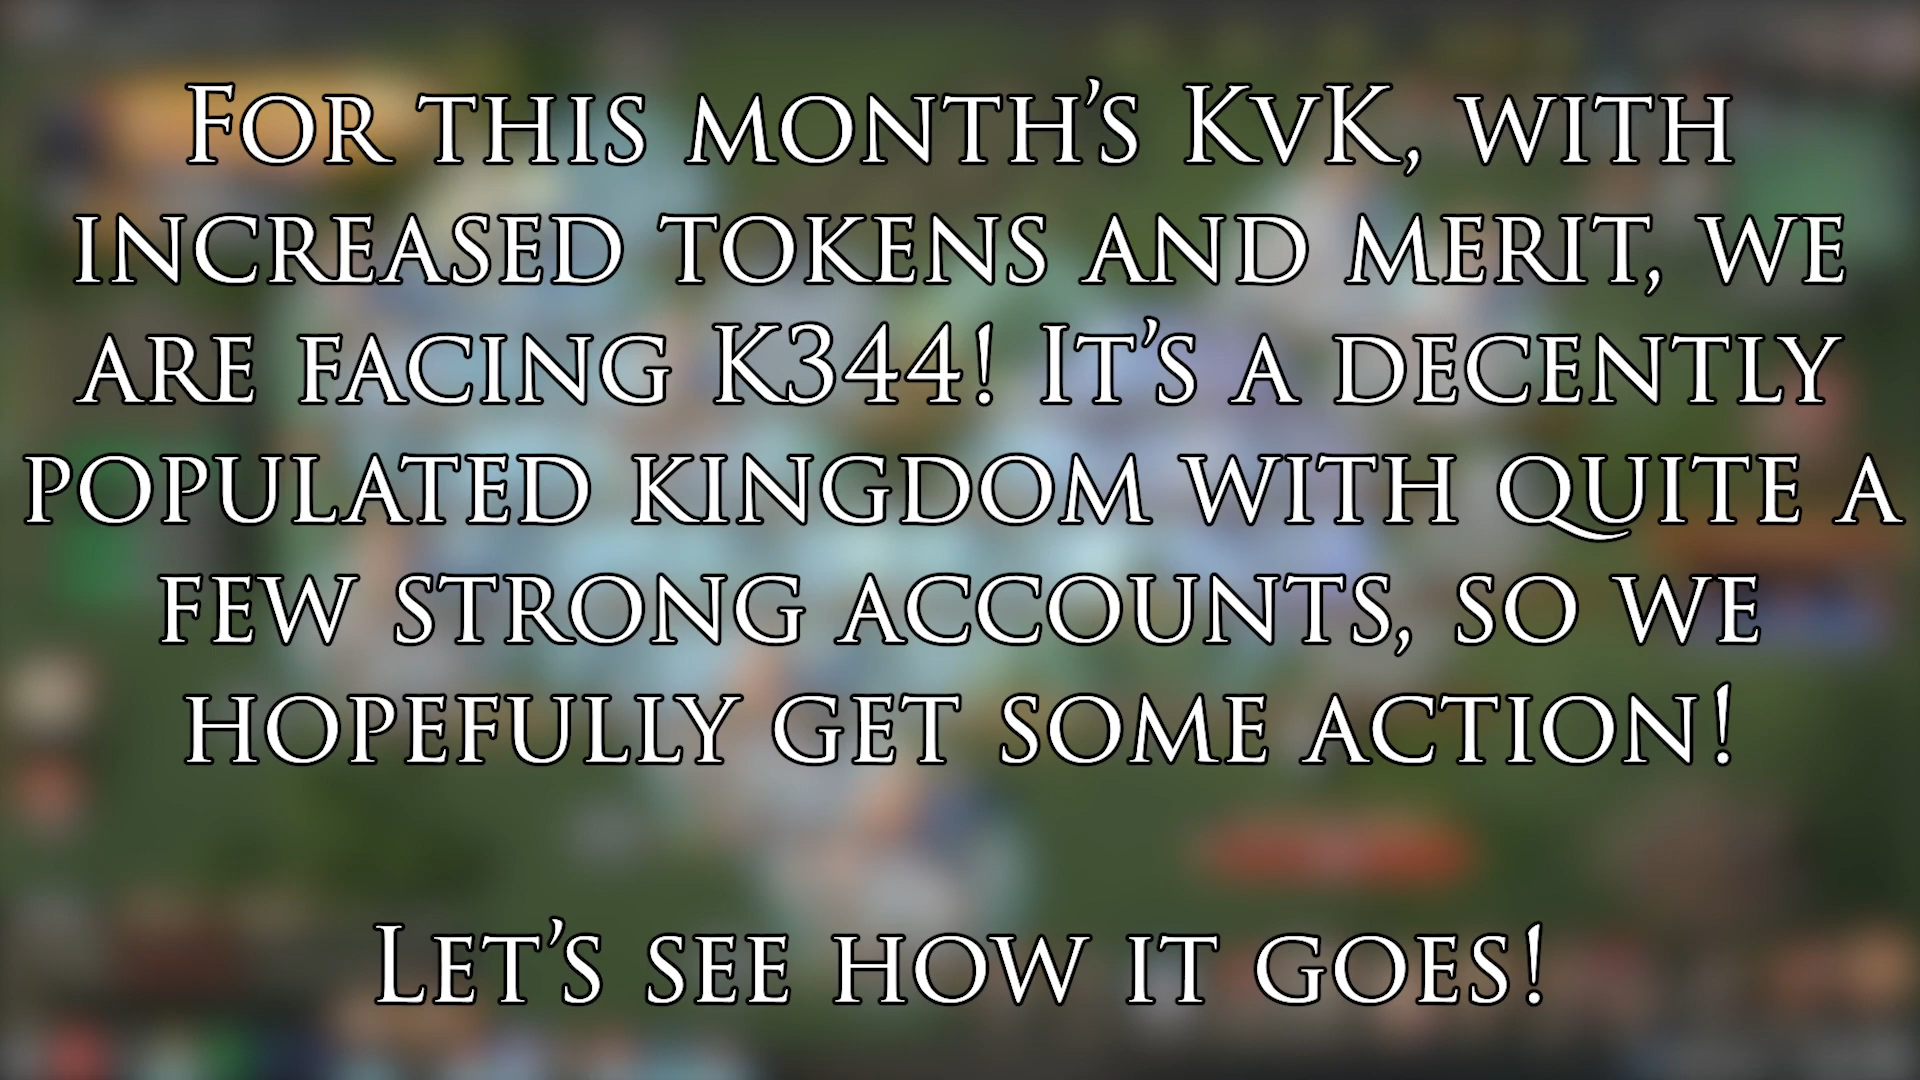 For this month's KvK, with
increased tokens and merit, we
are facing K344! It's a decently
populated kingdom with quite a
few strong accounts, so we
hopefully get some action!
Let's see how it goes!